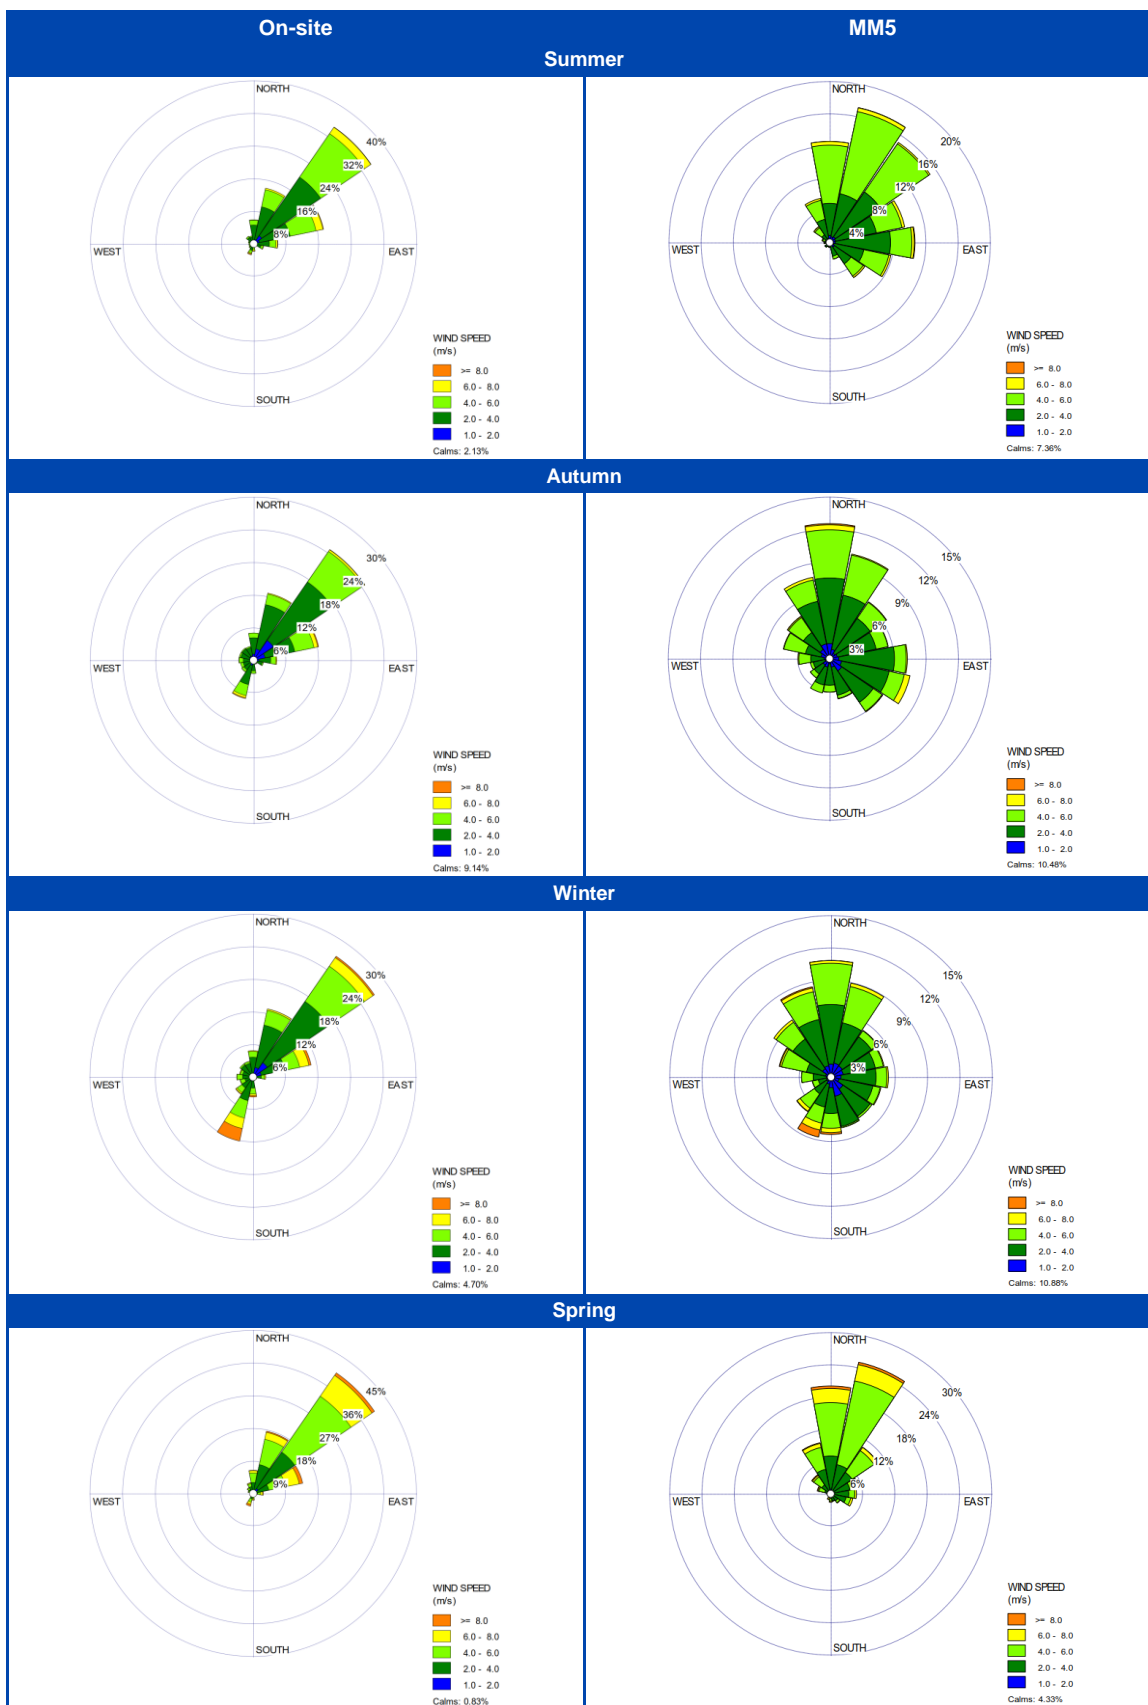 On-site MM5
Summer
NORTH
40%
32%
24%
16%
8%
WEST EAST
WIND SPEED
(m/s)
>= 8.0
6.0 - 8.0
4.0 - 6.0
2.0 - 4.0
1.0 - 2.0
SOUTH
Calms: 2.13%
NORTH
20%
16%
12%
8%
4%
WEST EAST
WIND SPEED
(m/s)
>= 8.0
6.0 - 8.0
4.0 - 6.0
2.0 - 4.0
1.0 - 2.0
SOUTH
Calms: 7.36%
Autumn
NORTH
30%
24%
18%
12%
6%
WEST EAST
WIND SPEED
(m/s)
>= 8.0
6.0 - 8.0
4.0 - 6.0
2.0 - 4.0
1.0 - 2.0
SOUTH
Calms: 9.14%
NORTH
15%
12%
9%
6%
3%
WEST EAST
WIND SPEED
(m/s)
>= 8.0
6.0 - 8.0
4.0 - 6.0
2.0 - 4.0
1.0 - 2.0
SOUTH
Calms: 10.48%
Winter
NORTH
30%
24%
18%
12%
6%
WEST EAST
WIND SPEED
(m/s)
>= 8.0
6.0 - 8.0
4.0 - 6.0
2.0 - 4.0
1.0 - 2.0
SOUTH
Calms: 4.70%
NORTH
15%
12%
9%
6%
3%
WEST EAST
WIND SPEED
(m/s)
>= 8.0
6.0 - 8.0
4.0 - 6.0
2.0 - 4.0
1.0 - 2.0
SOUTH
Calms: 10.88%
Spring
NORTH
45%
36%
27%
18%
9%
WEST EAST
WIND SPEED
(m/s)
>= 8.0
6.0 - 8.0
4.0 - 6.0
2.0 - 4.0
1.0 - 2.0
SOUTH
Calms: 0.83%
NORTH
30%
24%
18%
12%
6%
WEST EAST
WIND SPEED
(m/s)
>= 8.0
6.0 - 8.0
4.0 - 6.0
2.0 - 4.0
1.0 - 2.0
SOUTH
Calms: 4.33%